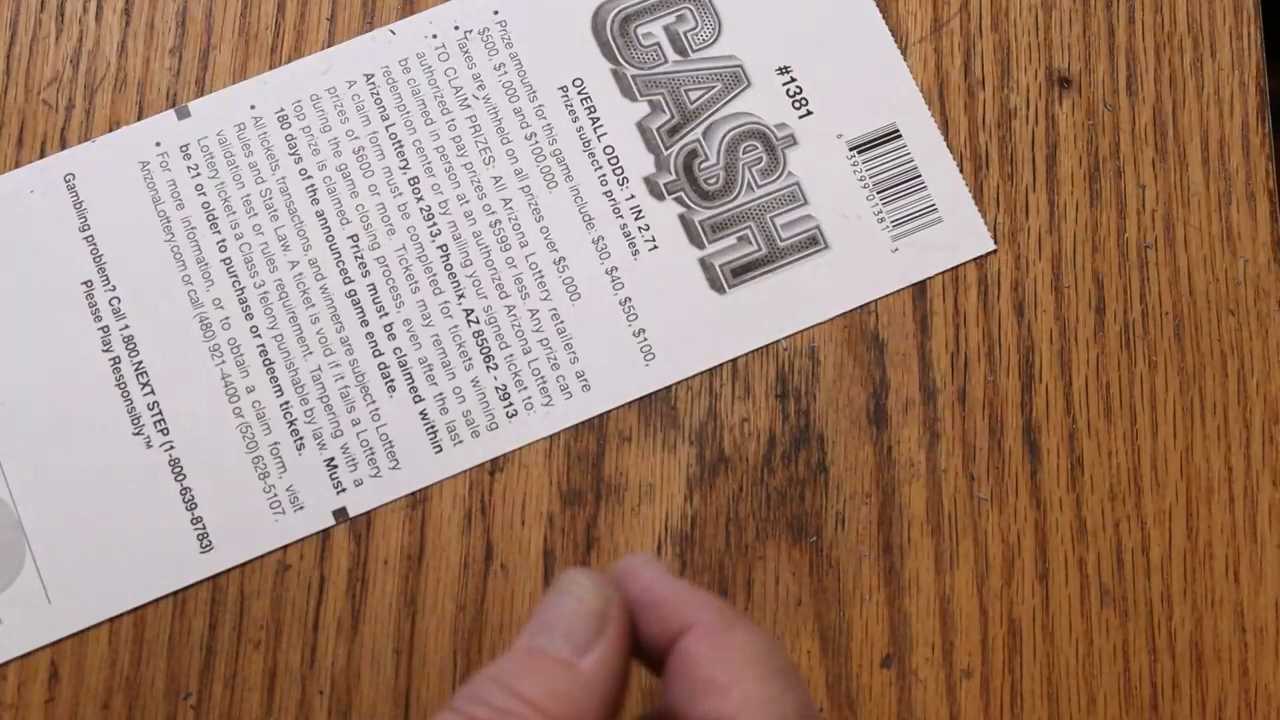 CA$H
#1381
6 39299 01381 3
OVERALL ODDS: 1 IN 2.71
Prizes subject to prior sales.
• Prize amounts for this game include: $30, $40, $50, $100,
$500, $1,000 and $100,000.
• Taxes are withheld on all prizes over $5,000.
• TO CLAIM PRIZES: All Arizona Lottery retailers are
authorized to pay prizes of $599 or less. Any prize can
be claimed in person at an authorized Arizona Lottery
redemption center or by mailing your signed ticket to:
Arizona Lottery, Box 2913, Phoenix, AZ 85062 - 2913.
A claim form must be completed for tickets winning
prizes of $600 or more. Tickets may remain on sale
during the game closing process, even after the last
top prize is claimed. Prizes must be claimed within
180 days of the announced game end date.
• All tickets, transactions and winners are subject to Lottery
Rules and State Law. A ticket is void if it fails a Lottery
validation test or rules requirement. Tampering with a
Lottery ticket is a Class 3 felony punishable by law. Must
be 21 or older to purchase or redeem tickets.
• For more information, or to obtain a claim form, visit
ArizonaLottery.com or call (480) 921-4400 or (520) 628-5107.
Gambling problem? Call 1.800.NEXT STEP (1-800-639-8783)
Please Play Responsibly™